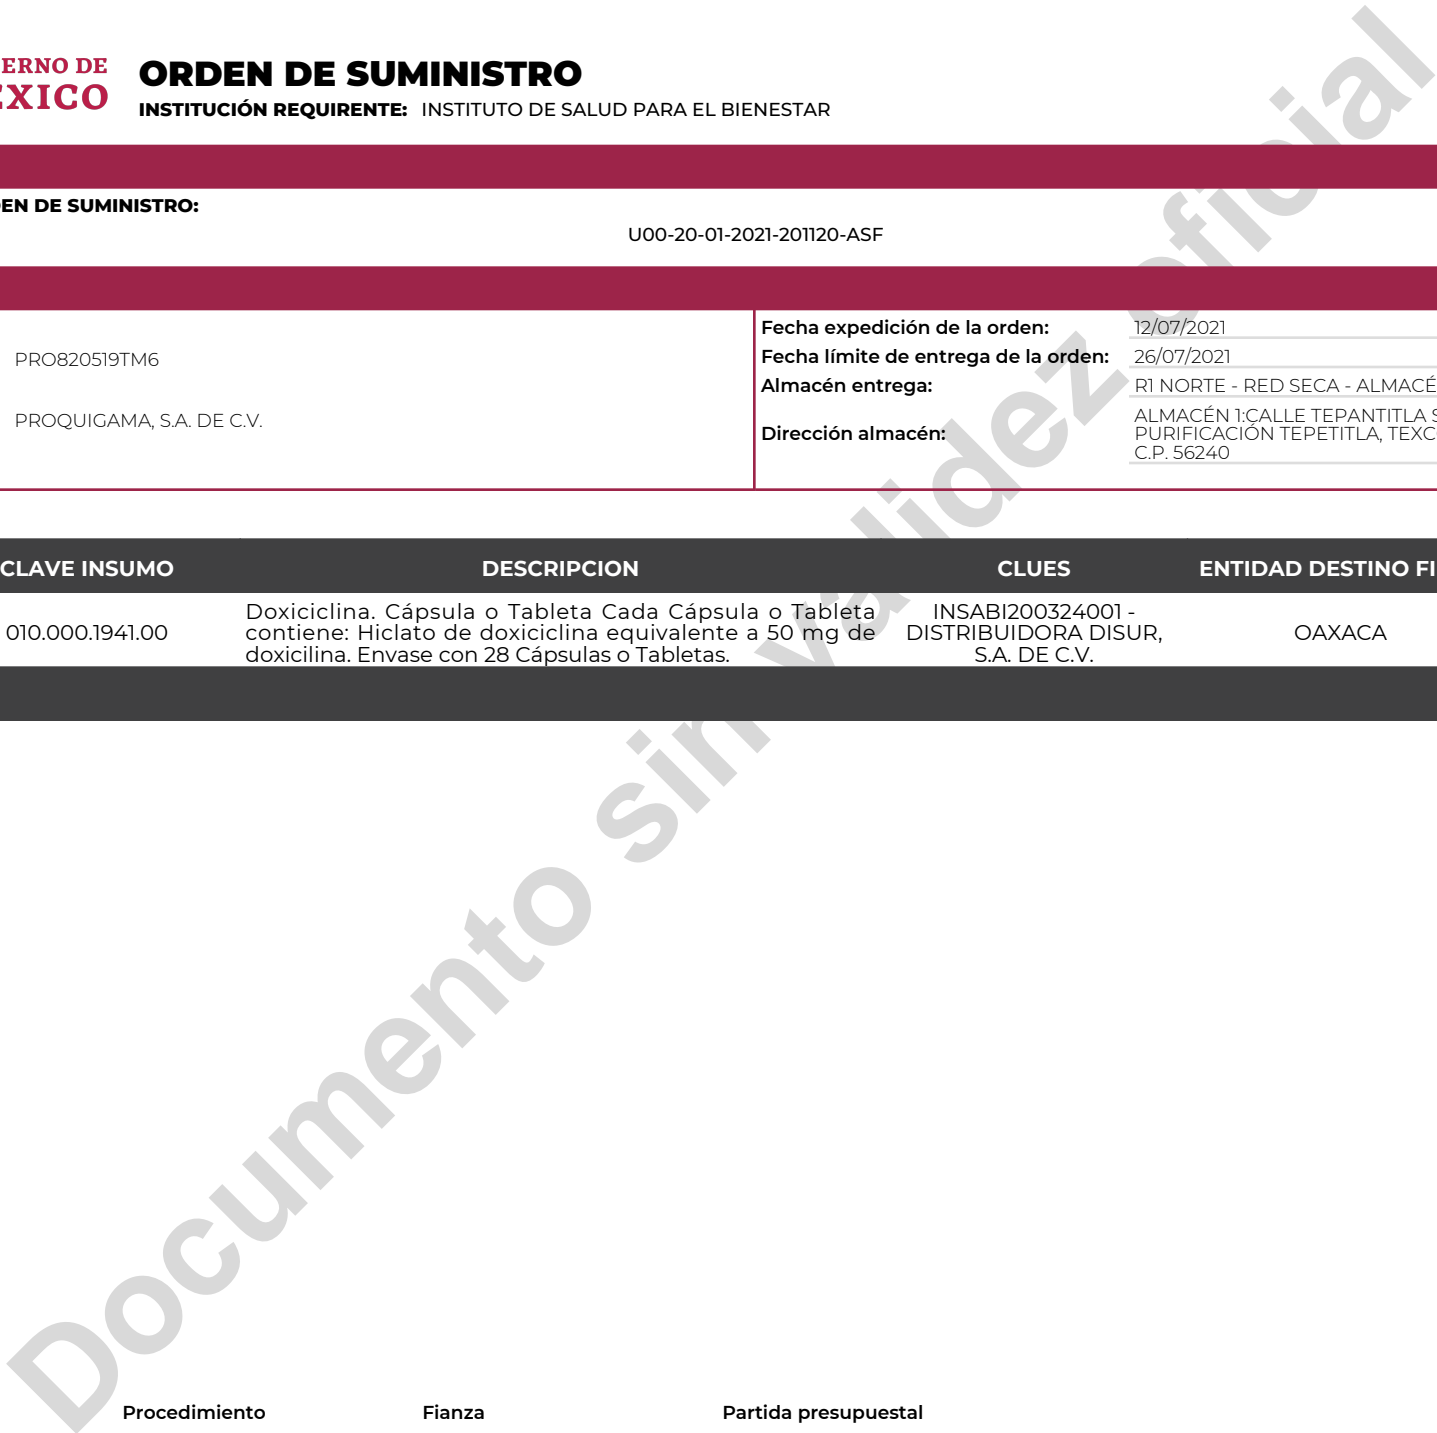 ERNO DE
EXICO
ORDEN DE SUMINISTRO
INSTITUCIÓN REQUIRENTE: INSTITUTO DE SALUD PARA EL BIENESTAR
EN DE SUMINISTRO:
U00-20-01-2021-201120-ASF
PRO820519TM6
PROQUIGAMA, S.A. DE C.V.
Fecha expedición de la orden: 12/07/2021
Fecha límite de entrega de la orden: 26/07/2021
Almacén entrega: R1 NORTE - RED SECA - ALMACÉ
Dirección almacén:
ALMACÉN 1:CALLE TEPANTITLA S
PURIFICACIÓN TEPETITLA, TEXC
C.P. 56240
CLAVE INSUMO DESCRIPCION CLUES ENTIDAD DESTINO FI
010.000.1941.00
Doxiciclina. Cápsula o Tableta Cada Cápsula o Tableta
contiene: Hiclato de doxiciclina equivalente a 50 mg de
doxicilina. Envase con 28 Cápsulas o Tabletas.
INSABI200324001 -
DISTRIBUIDORA DISUR,
S.A. DE C.V.
OAXACA
Documento sin validez oficial
Procedimiento Fianza Partida presupuestal